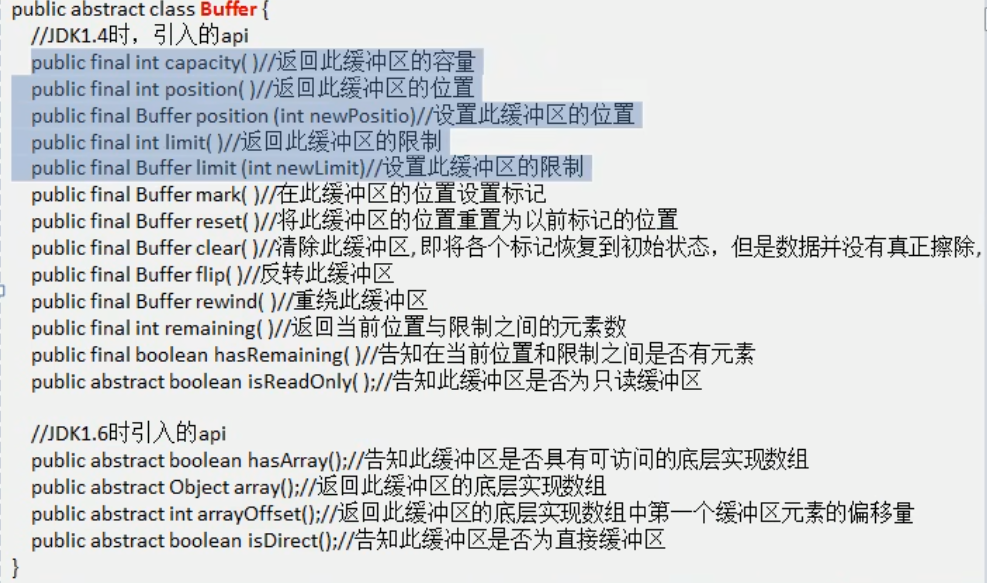 public abstract class Buffer {
//JDK1.4时，引入的api
public final int capacity( )//返回此缓冲区的容量
public final int position( )//返回此缓冲区的位置
public final Buffer position (int newPositio)//设置此缓冲区的位置
public final int limit( )//返回此缓冲区的限制
public final Buffer limit (int newLimit)//设置此缓冲区的限制
public final Buffer mark( )//在此缓冲区的位置设置标记
public final Buffer reset( )//将此缓冲区的位置重置为以前标记的位置
public final Buffer clear( )//清除此缓冲区,即将各个标记恢复到初始状态，但是数据并没有真正擦除,
public final Buffer flip( )//反转此缓冲区
public final Buffer rewind( )//重绕此缓冲区
public final int remaining( )//返回当前位置与限制之间的元素数
public final boolean hasRemaining( )//告知在当前位置和限制之间是否有元素
public abstract boolean isReadOnly( );//告知此缓冲区是否为只读缓冲区
//JDK1.6时引入的api
public abstract boolean hasArray();//告知此缓冲区是否具有可访问的底层实现数组
public abstract Object array();//返回此缓冲区的底层实现数组
public abstract int arrayOffset();//返回此缓冲区的底层实现数组中第一个缓冲区元素的偏移量
public abstract boolean isDirect();//告知此缓冲区是否为直接缓冲区
}